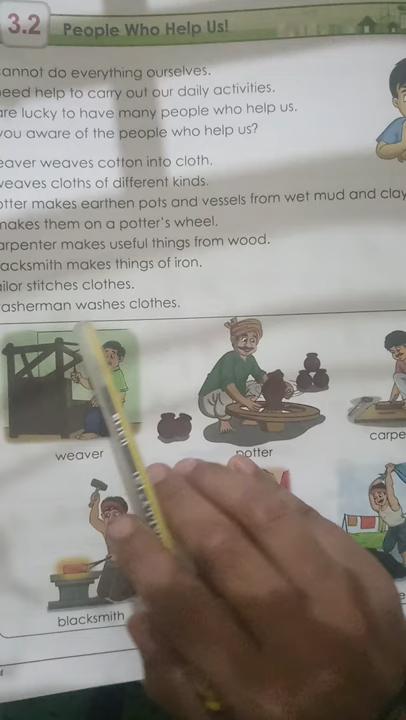 3.2 People Who Help Us!
annot do everything ourselves.
eed help to carry out our daily activities.
are lucky to have many people who help us.
you aware of the people who help us?
eaver weaves cotton into cloth.
weaves cloths of different kinds.
otter makes earthen pots and vessels from wet mud and clay
makes them on a potter's wheel.
arpenter makes useful things from wood.
acksmith makes things of iron.
ailor stitches clothes.
asherman washes clothes.
weaver potter carpe
blacksmith